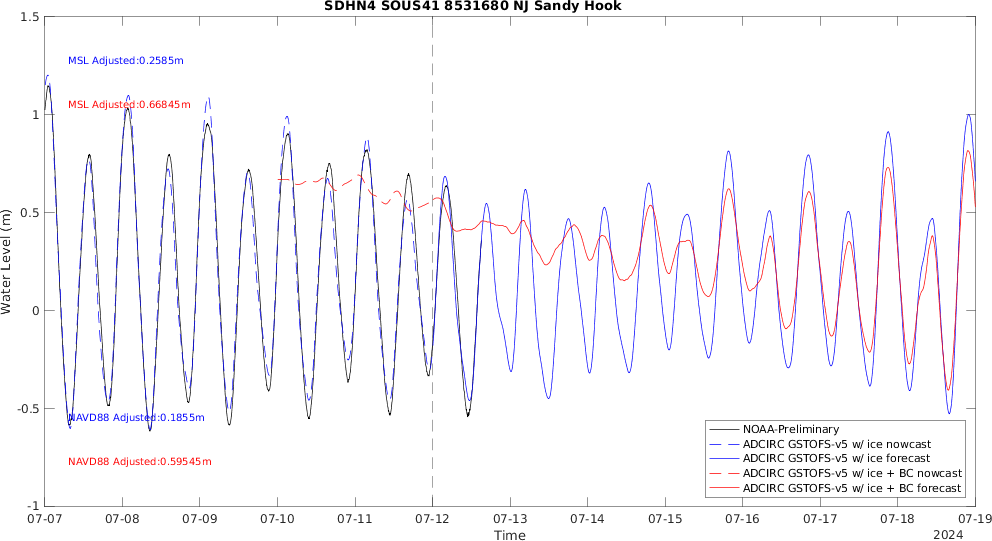 SDHN4 SOUS41 8531680 NJ Sandy Hook
1.5
MSL Adjusted:0.2585m
MSL Adjusted:0.66845m
1
0.5
Water Level (m)
0
-0.5
NAVD88 Adjusted:0.1855m
NAVD88 Adjusted:0.59545m
-1
NOAA-Preliminary
ADCIRC GSTOFS-v5 w/ ice nowcast
ADCIRC GSTOFS-v5 w/ ice forecast
ADCIRC GSTOFS-v5 w/ ice + BC nowcast
ADCIRC GSTOFS-v5 w/ ice + BC forecast
07-07 07-08 07-09 07-10 07-11 07-12 07-13 07-14 07-15 07-16 07-17 07-18 07-19
Time
2024